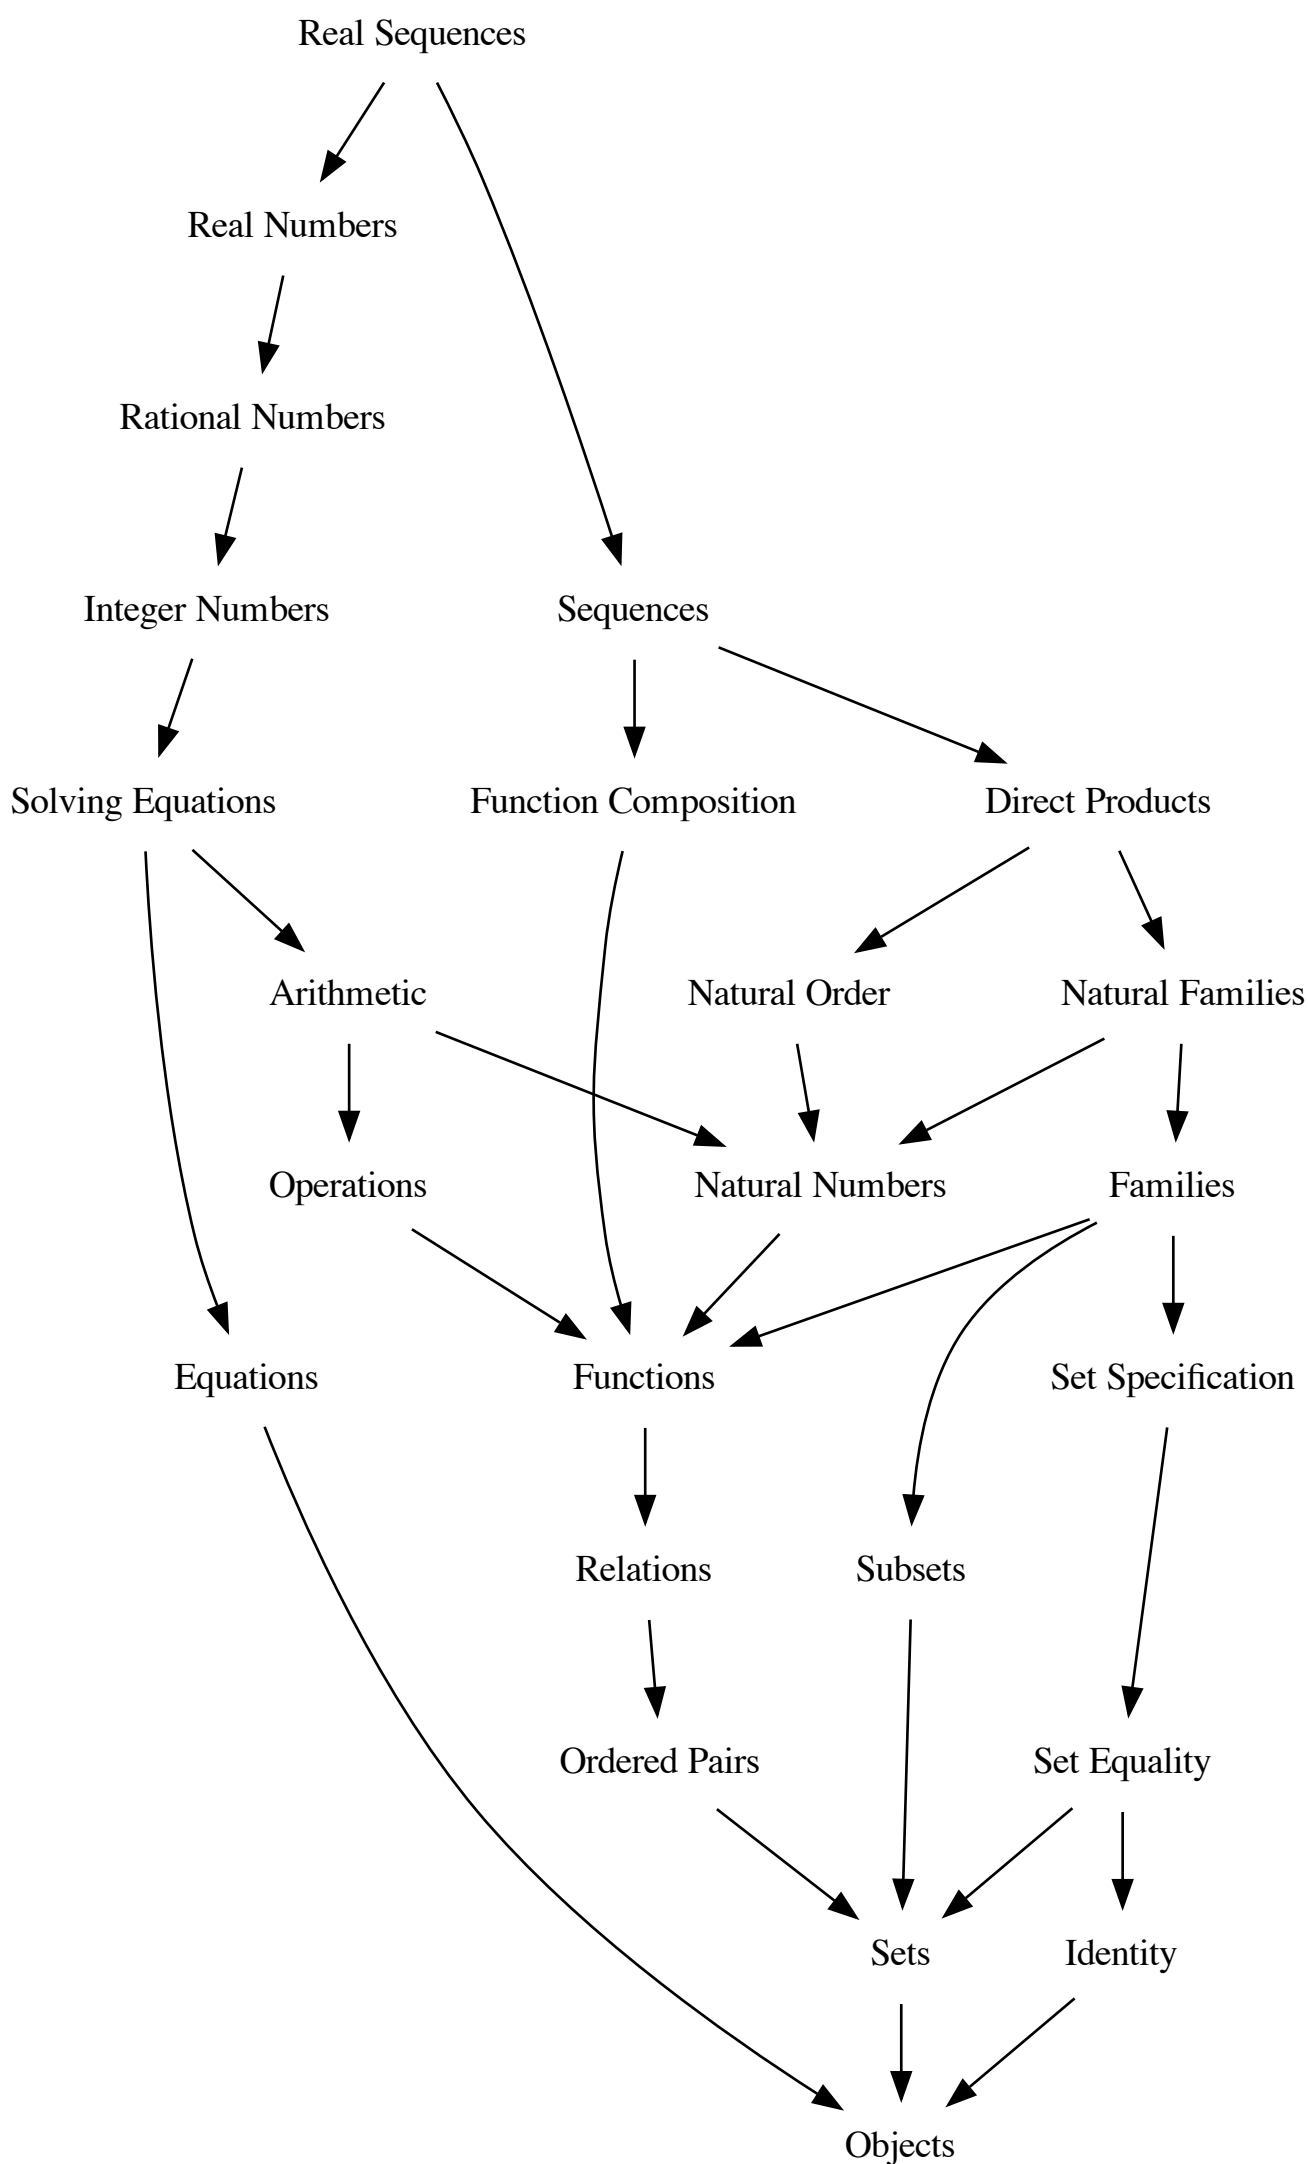 Real Sequences
Real Numbers
Rational Numbers
Integer Numbers
Sequences
Solving Equations
Function Composition
Direct Products
Arithmetic
Natural Order
Natural Families
Operations
Natural Numbers
Families
Equations
Functions
Set Specification
Relations
Subsets
Ordered Pairs
Set Equality
Sets
Identity
Objects